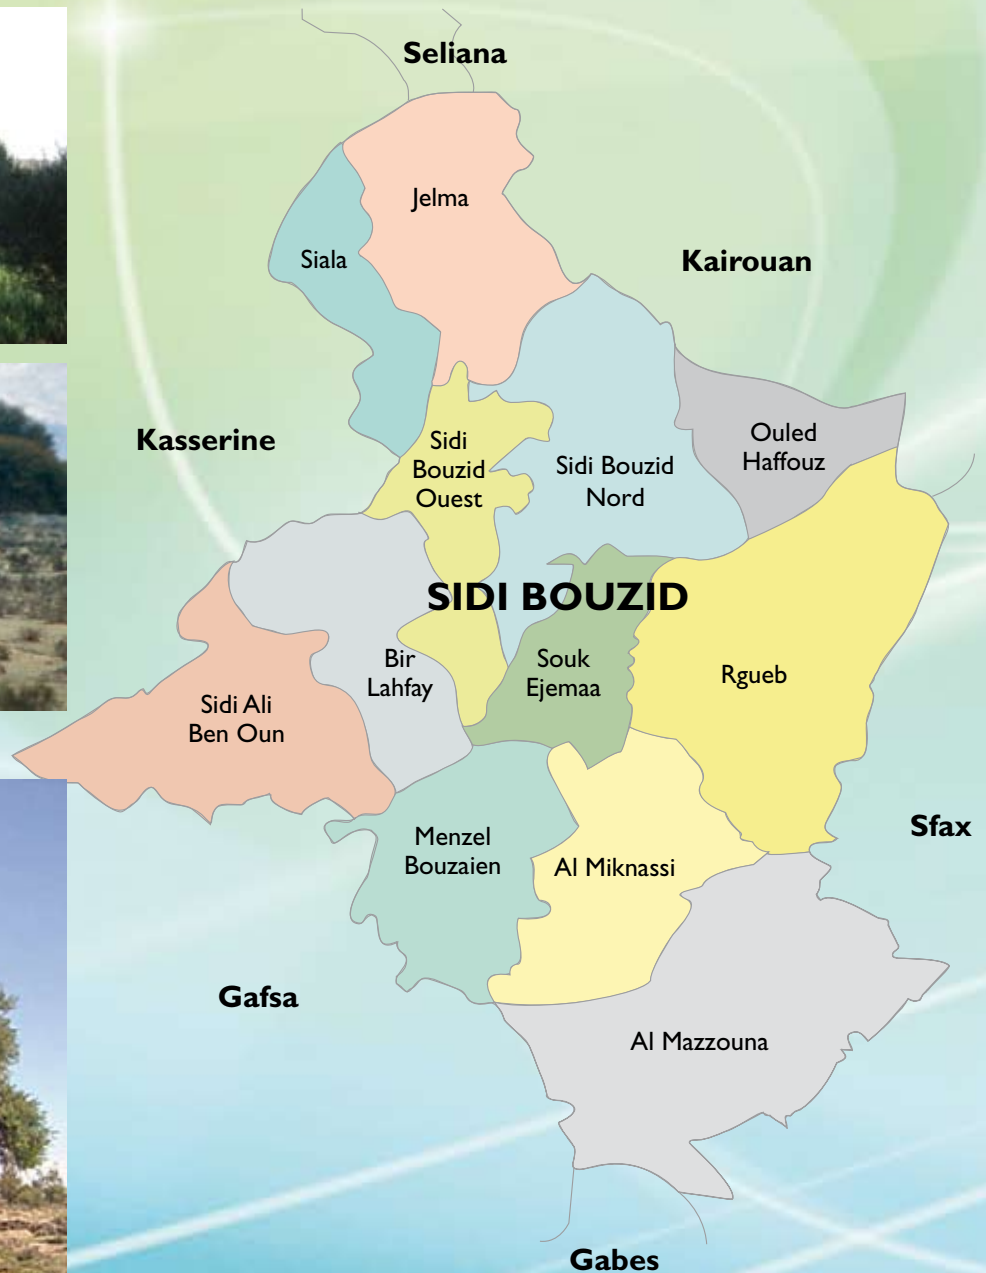 Seliana
Jelma
Siala
Kairouan
Kasserine
Sidi
Bouzid
Ouest
Sidi Bouzid
Nord
Ouled
Haffouz
SIDI BOUZID
Bir
Lahfay
Souk
Ejemaa
Rgueb
Sidi Ali
Ben Oun
Menzel
Bouzaien
Al Miknassi
Sfax
Gafsa
Al Mazzouna
Gabes